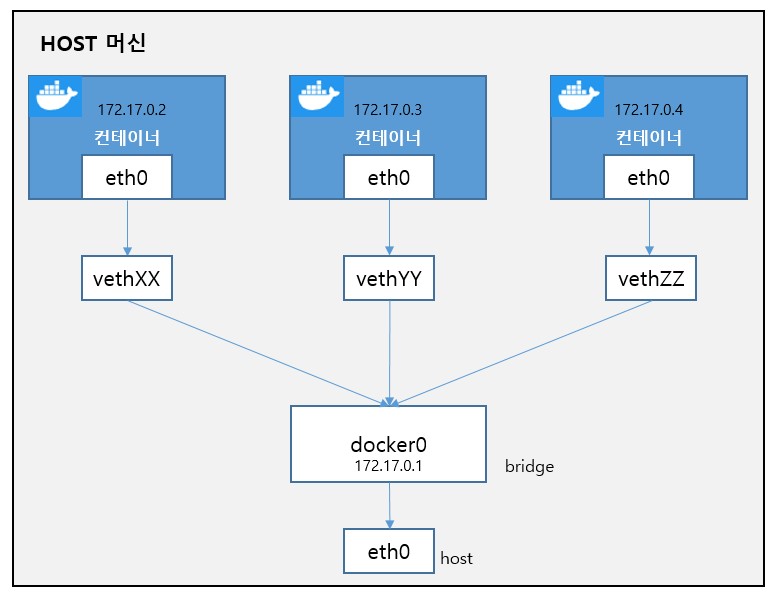 HOST 머신
172.17.0.2
컨테이너
eth0
172.17.0.3
컨테이너
eth0
172.17.0.4
컨테이너
eth0
vethXX
vethYY
vethZZ
docker0
172.17.0.1
bridge
eth0
host